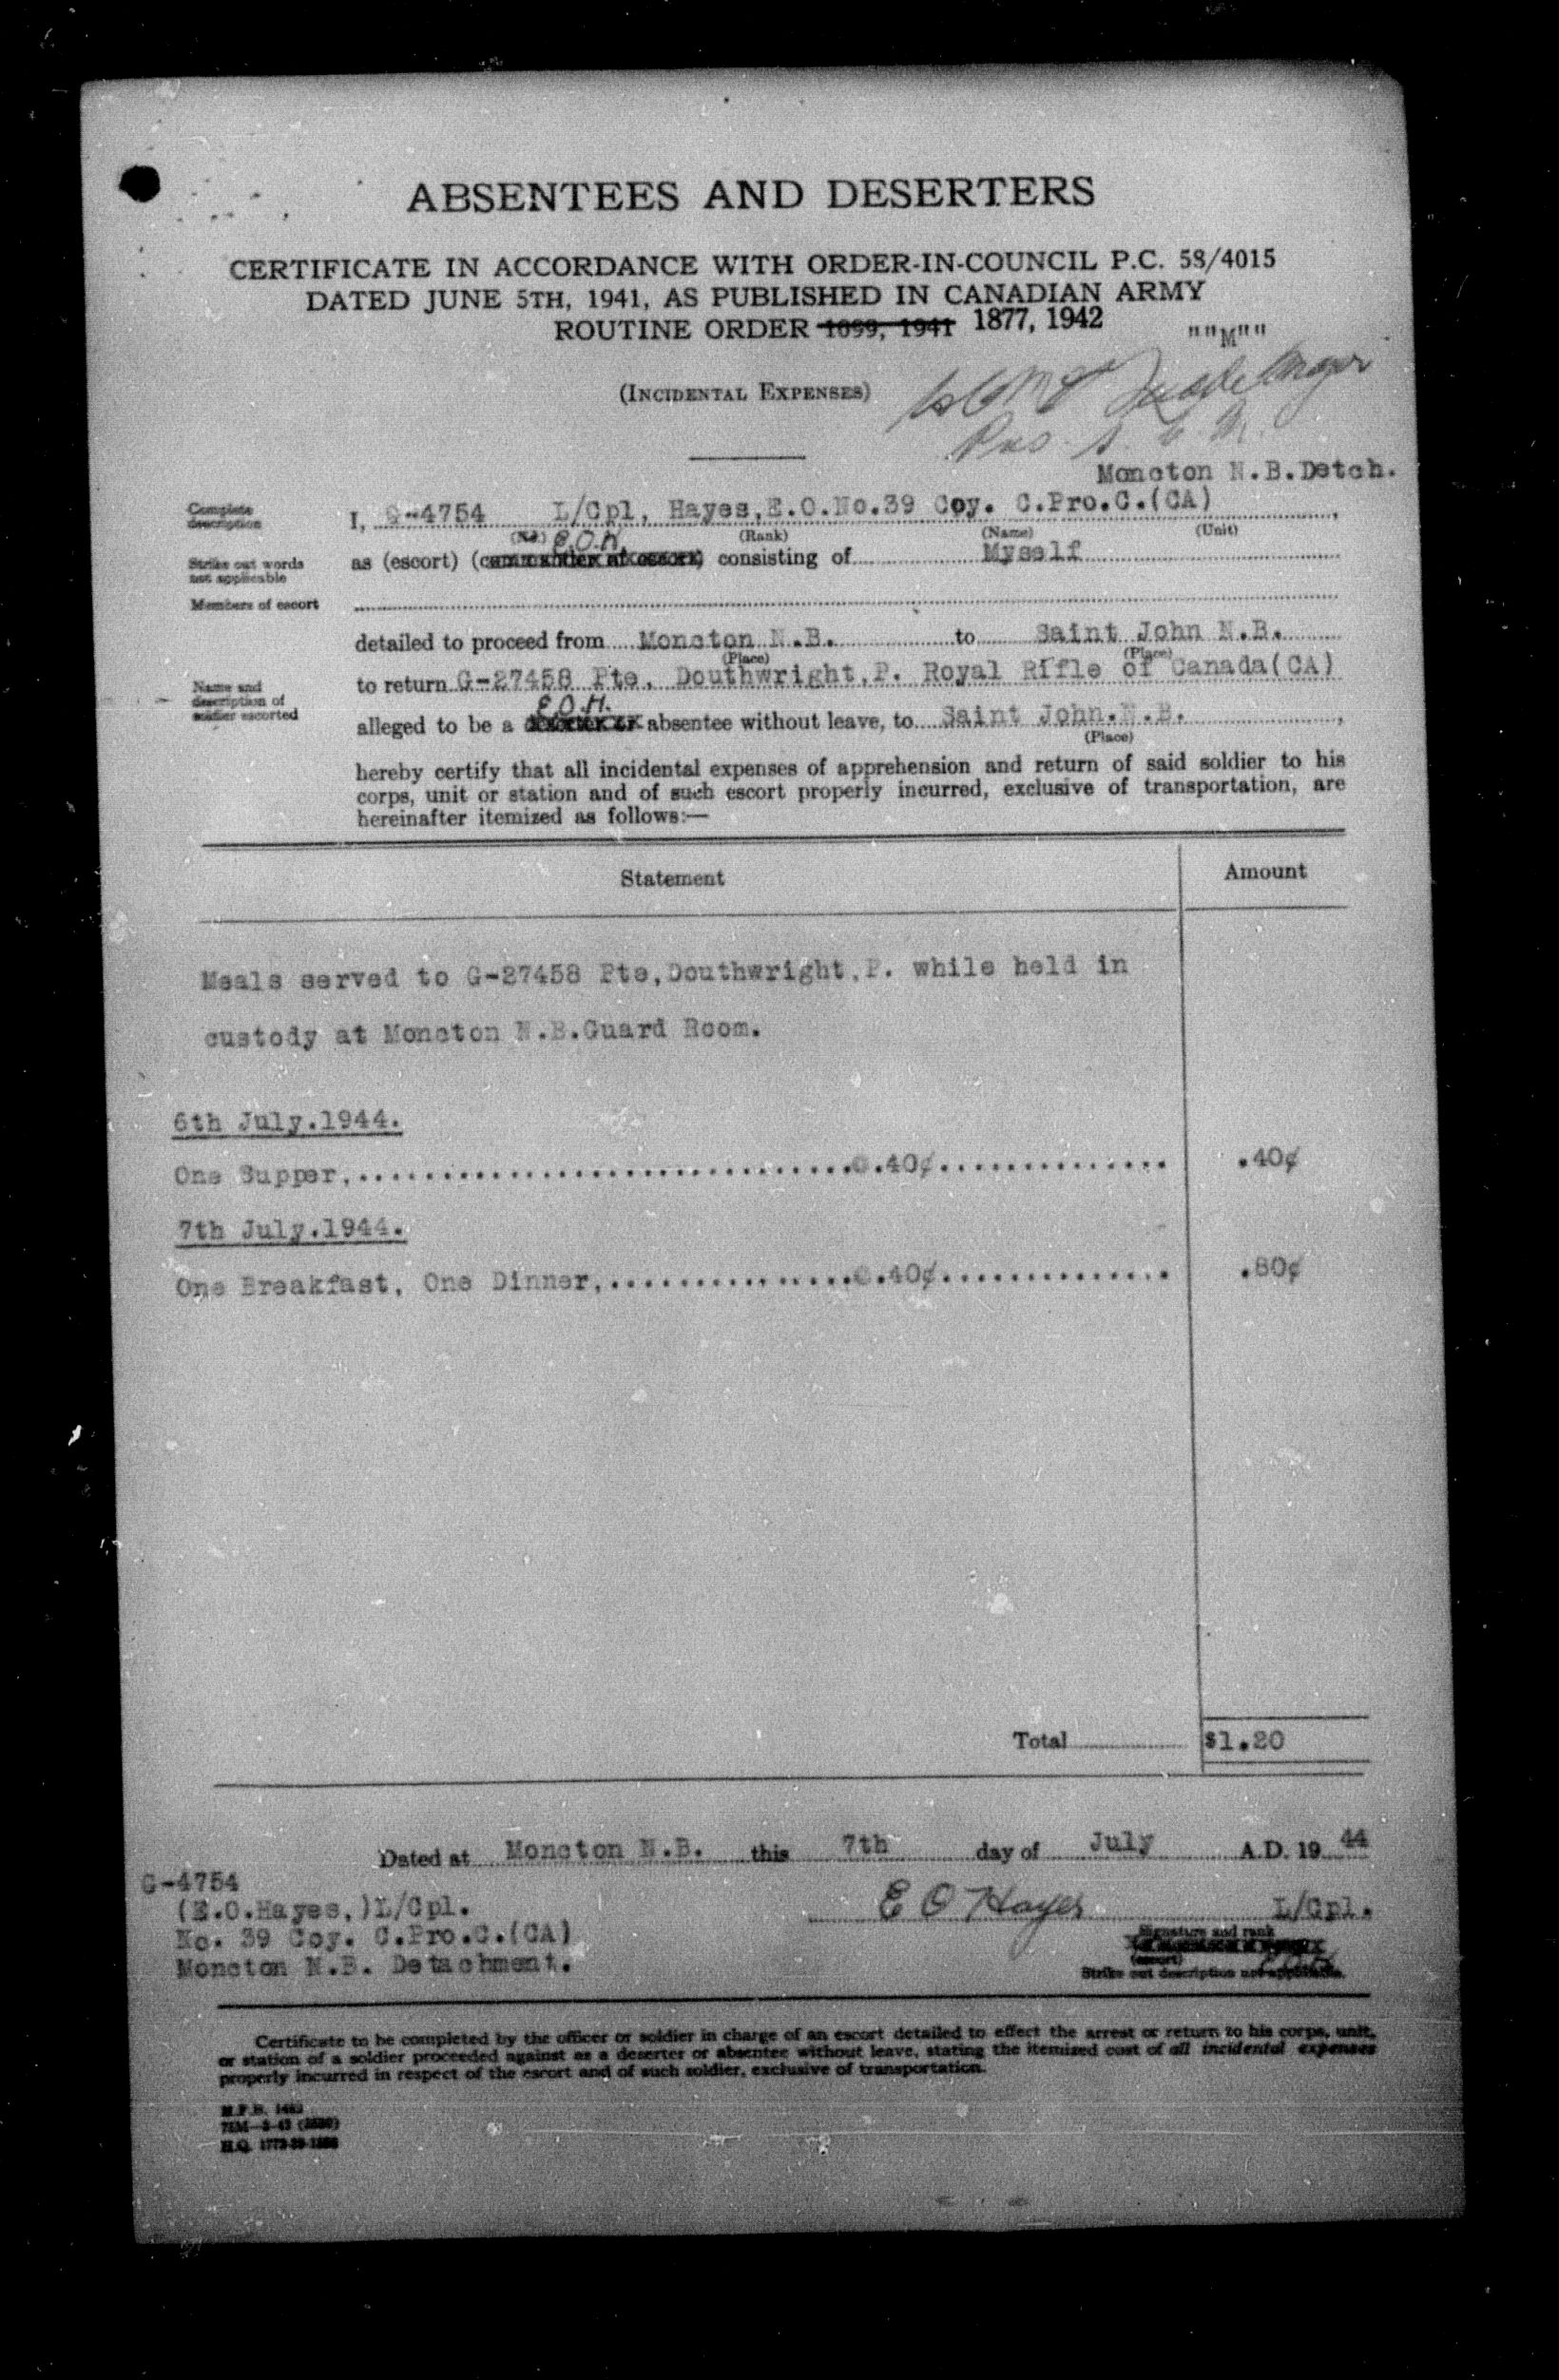 ABSENTEES AND DESERTERS
CERTIFICATE IN ACCORDANCE WITH ORDER-IN-COUNCIL P.C. 58/4015
DATED JUNE 5TH, 1941, AS PUBLISHED IN CANADIAN ARMY
ROUTINE ORDER 1699, 1941 1877, 1942
""M""
(INCIDENTAL EXPENSES)
Moncton N.B. Detch.
Complete description
I, G-4754 L/Cpl, Hayes, E.O. No.39 Coy. C.Pro.C.(CA),
(No.) (Rank) (Name) (Unit)
E.O.H.
Strike out words not applicable
as (escort) (commander of escort) consisting of Myself
Members of escort
detailed to proceed from Moncton N.B. to Saint John N.B.
(Place) (Place)
Name and description of soldier escorted
to return G-27458 Pte, Douthwright, P. Royal Rifle of Canada(CA)
E.O.H.
alleged to be a absentee without leave, to Saint John.N.B.,
(Place)
hereby certify that all incidental expenses of apprehension and return of said soldier to his
corps, unit or station and of such escort properly incurred, exclusive of transportation, are
hereinafter itemized as follows:—
Statement Amount
Meals served to G-27458 Pte, Douthwright, P. while held in
custody at Moncton N.B.Guard Room.
6th July.1944.
One Supper, @.40¢ .40¢
7th July.1944.
One Breakfast, One Dinner, @.40¢ .80¢
Total $1.20
Dated at Moncton N.B. this 7th day of July A.D. 19 44
G-4754
(E.O.Hayes,)L/Cpl.
No. 39 Coy. C.Pro.C.(CA)
Moncton N.B. Detachment.
E O Hayes L/Cpl.
Signature and rank
(escort)
Strike out description not applicable.
Certificate to be completed by the officer or soldier in charge of an escort detailed to effect the arrest or return to his corps, unit,
or station of a soldier proceeded against as a deserter or absentee without leave, stating the itemized cost of all incidental expenses
properly incurred in respect of the escort and of such soldier, exclusive of transportation.